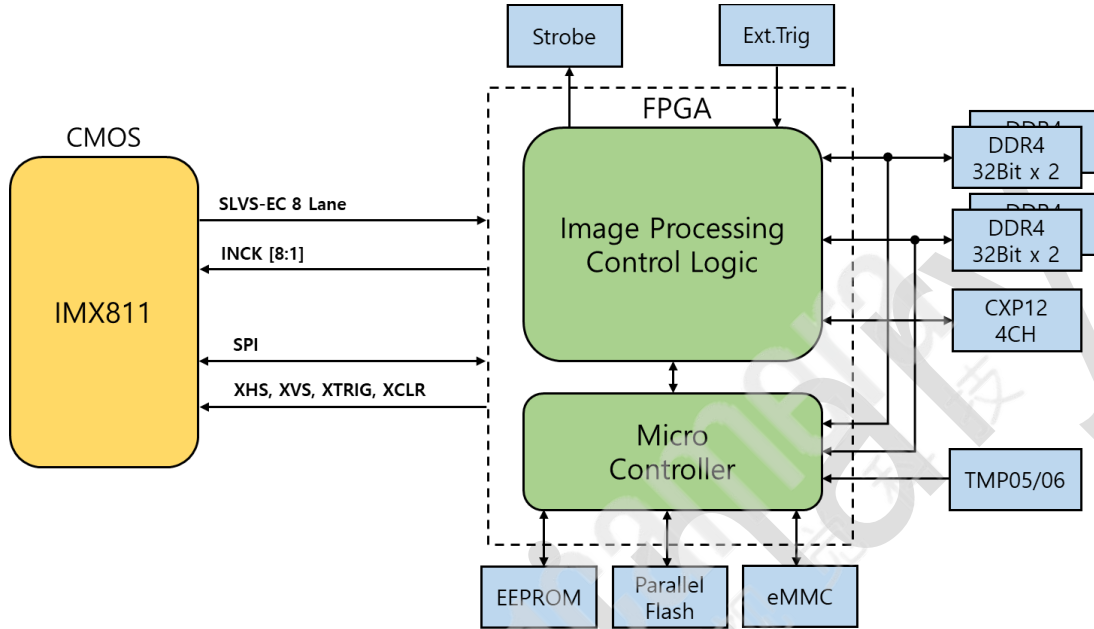 Strobe
Ext.Trig
FPGA
CMOS
DDR4
DDR4
32Bit x 2
SLVS-EC 8 Lane
DDR4
Image Processing
Control Logic
DDR4
32Bit x 2
INCK [8:1]
IMX811
CXP12
4CH
SPI
XHS, XVS, XTRIG, XCLR
Micro
Controller
TMP05/06
EEPROM
Parallel
Flash
eMMC